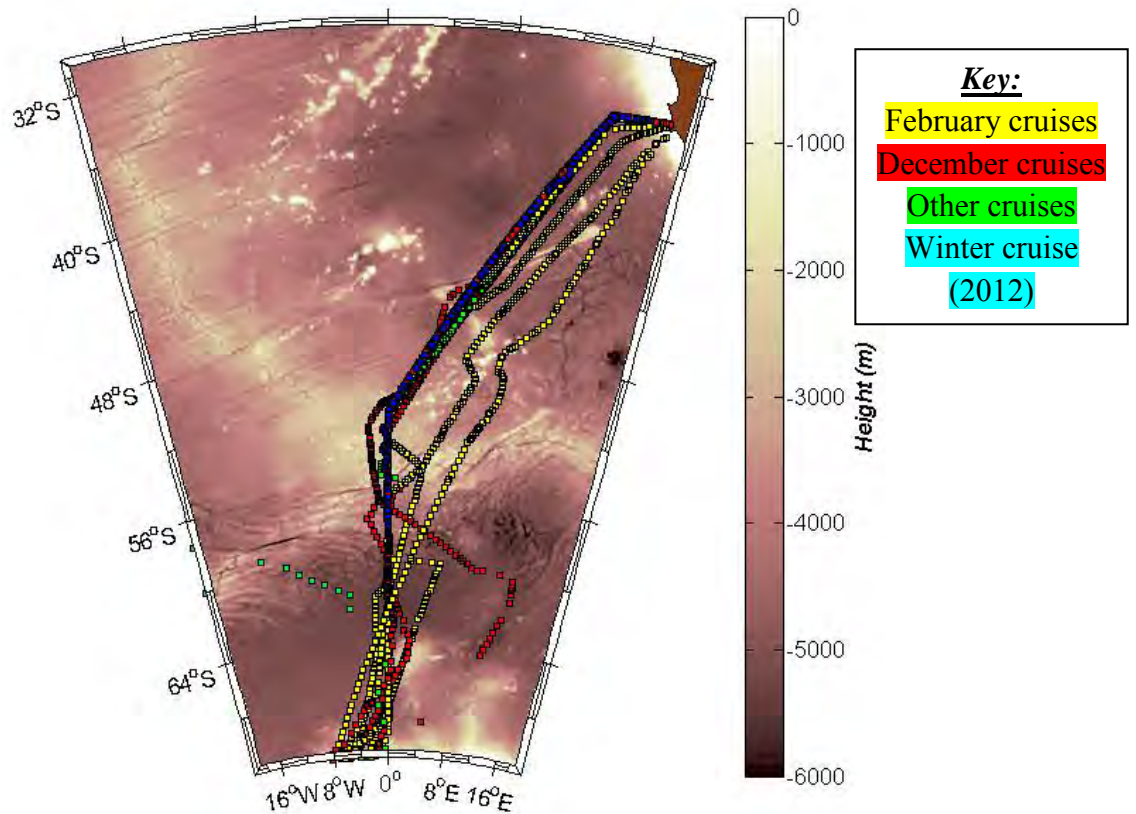 32°S
40°S
48°S
56°S
64°S
16°W 8°W 0° 8°E 16°E
0
-1000
-2000
-3000
-4000
-5000
-6000
Height (m)
Key:
February cruises
December cruises
Other cruises
Winter cruise
(2012)